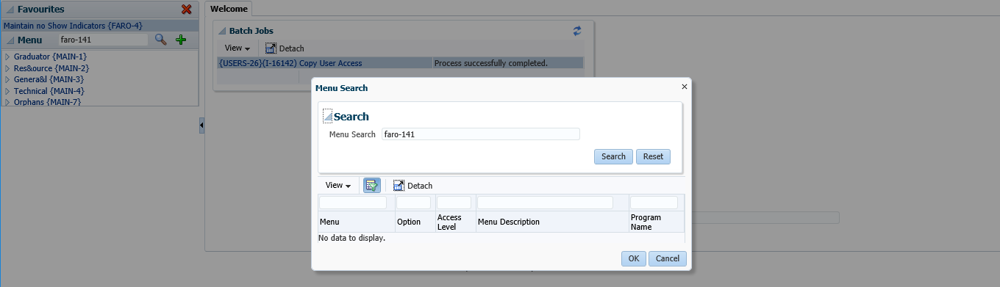 Favourites
Maintain no Show Indicators {FARO-4}
Menu faro-141
Graduator {MAIN-1}
Res&ource {MAIN-2}
Genera&l {MAIN-3}
Technical {MAIN-4}
Orphans {MAIN-7}
Welcome
Batch Jobs
View Detach
{USERS-26}{I-16142} Copy User Access Process successfully completed.
Menu Search
Search
Menu Search faro-141
Search Reset
View Detach
Menu Option Access Level Menu Description Program Name
No data to display.
OK Cancel